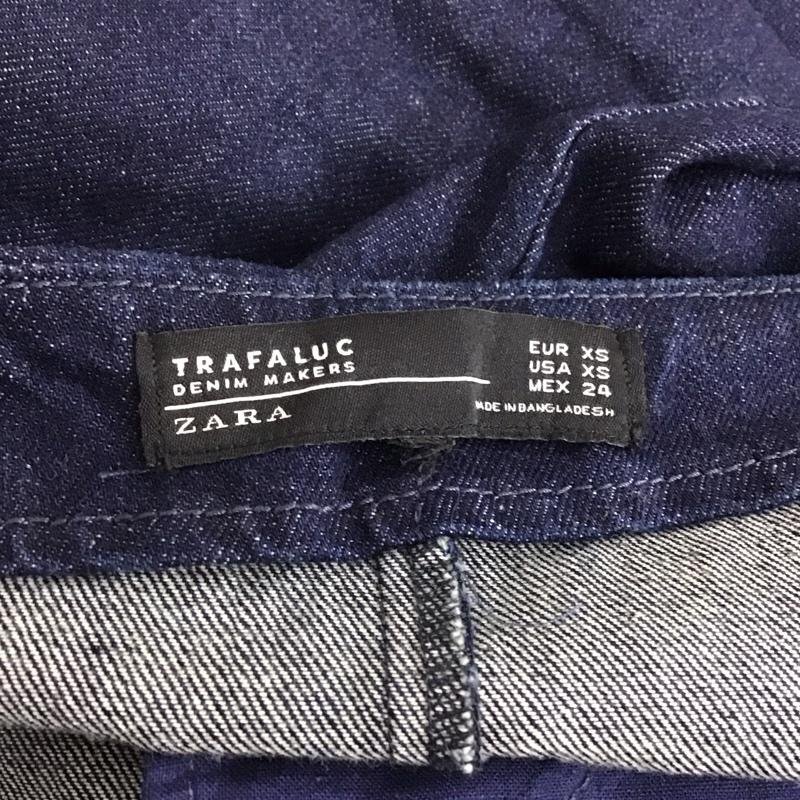 TRAFALUC
DENIM MAKERS
ZARA
EUR XS
USA XS
MEX 24
MADE IN BANGLADESH